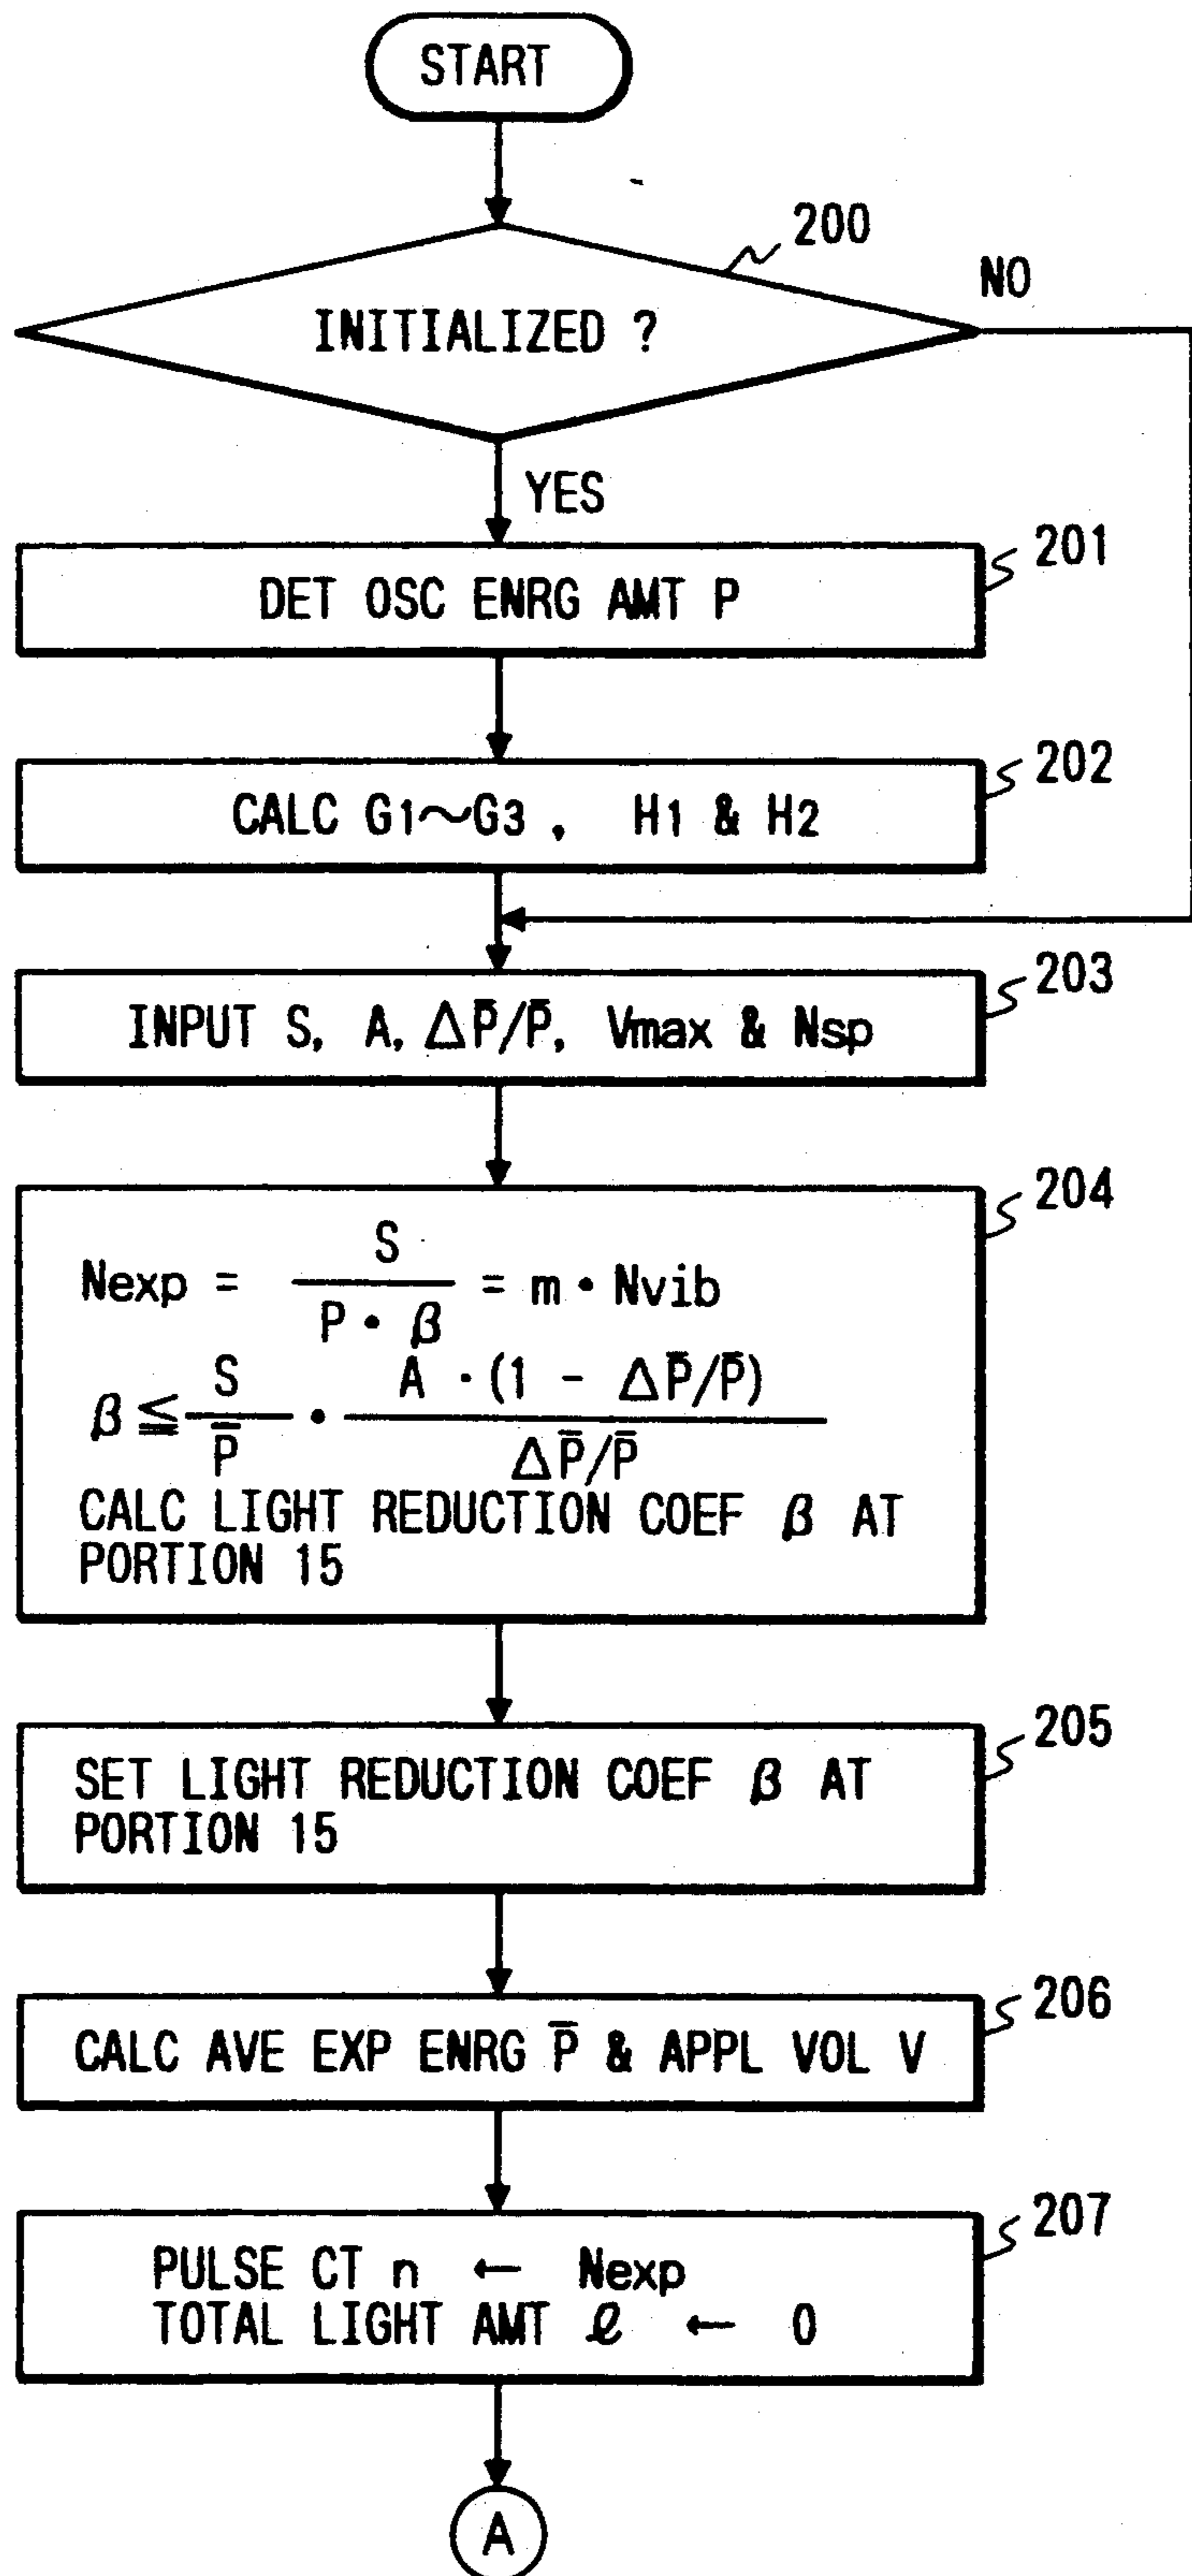 START
200
NO
INITIALIZED ?
YES
201
DET OSC ENRG AMT P
202
CALC G1～G3 , H1 & H2
203
INPUT S, A, ΔP̄/P̄, Vmax & Nsp
204
Nexp = S / P・β = m・Nvib
β ≦ S / P̄ ・ A・(1 - ΔP̄/P̄) / ΔP̄/P̄
CALC LIGHT REDUCTION COEF β AT
PORTION 15
205
SET LIGHT REDUCTION COEF β AT
PORTION 15
206
CALC AVE EXP ENRG P̄ & APPL VOL V
207
PULSE CT n ← Nexp
TOTAL LIGHT AMT ℓ ← 0
A